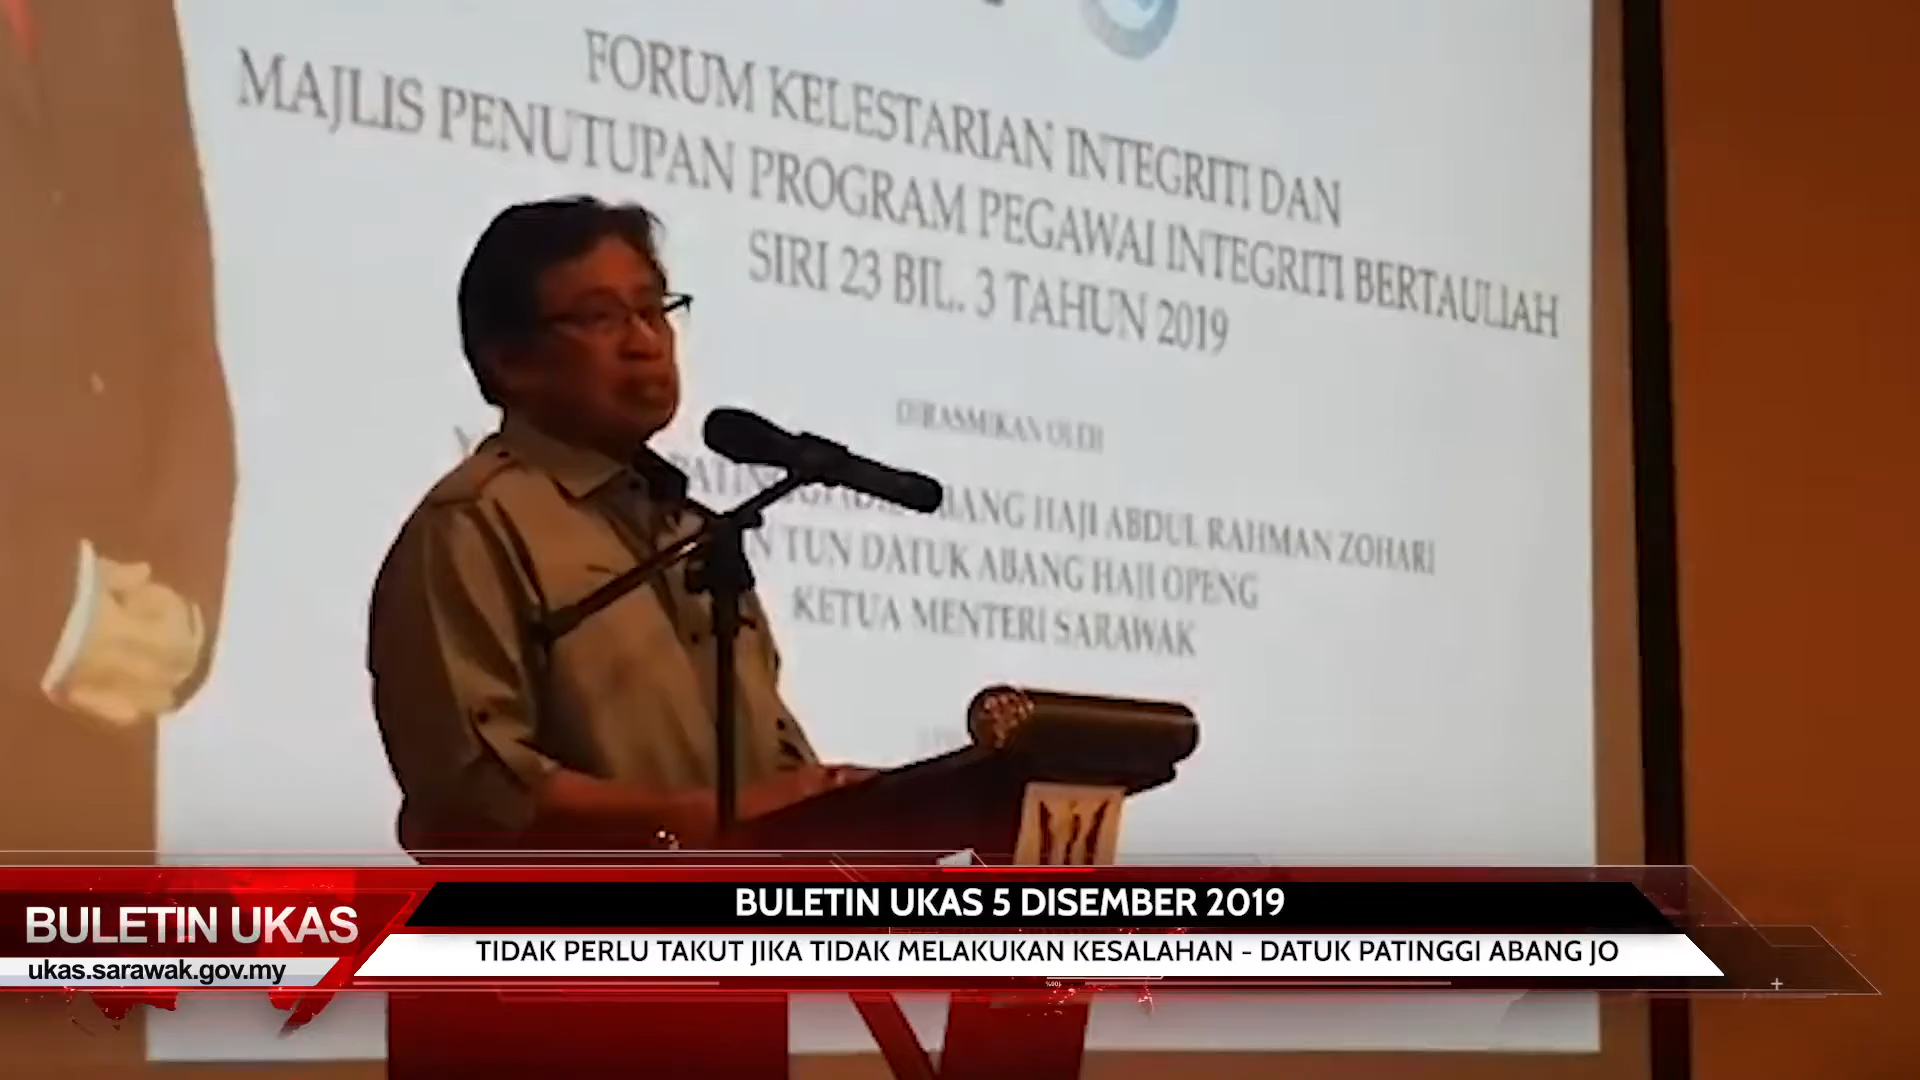 FORUM KELESTARIAN INTEGRITI DAN
MAJLIS PENUTUPAN PROGRAM PEGAWAI INTEGRITI BERTAULIAH
SIRI 23 BIL. 3 TAHUN 2019
DIRASMIKAN OLEH
ABANG HAJI ABDUL RAHMAN ZOHARI
TUN DATUK ABANG HAJI OPENG
KETUA MENTERI SARAWAK
BULETIN UKAS 5 DISEMBER 2019
BULETIN UKAS
TIDAK PERLU TAKUT JIKA TIDAK MELAKUKAN KESALAHAN - DATUK PATINGGI ABANG JO
ukas.sarawak.gov.my